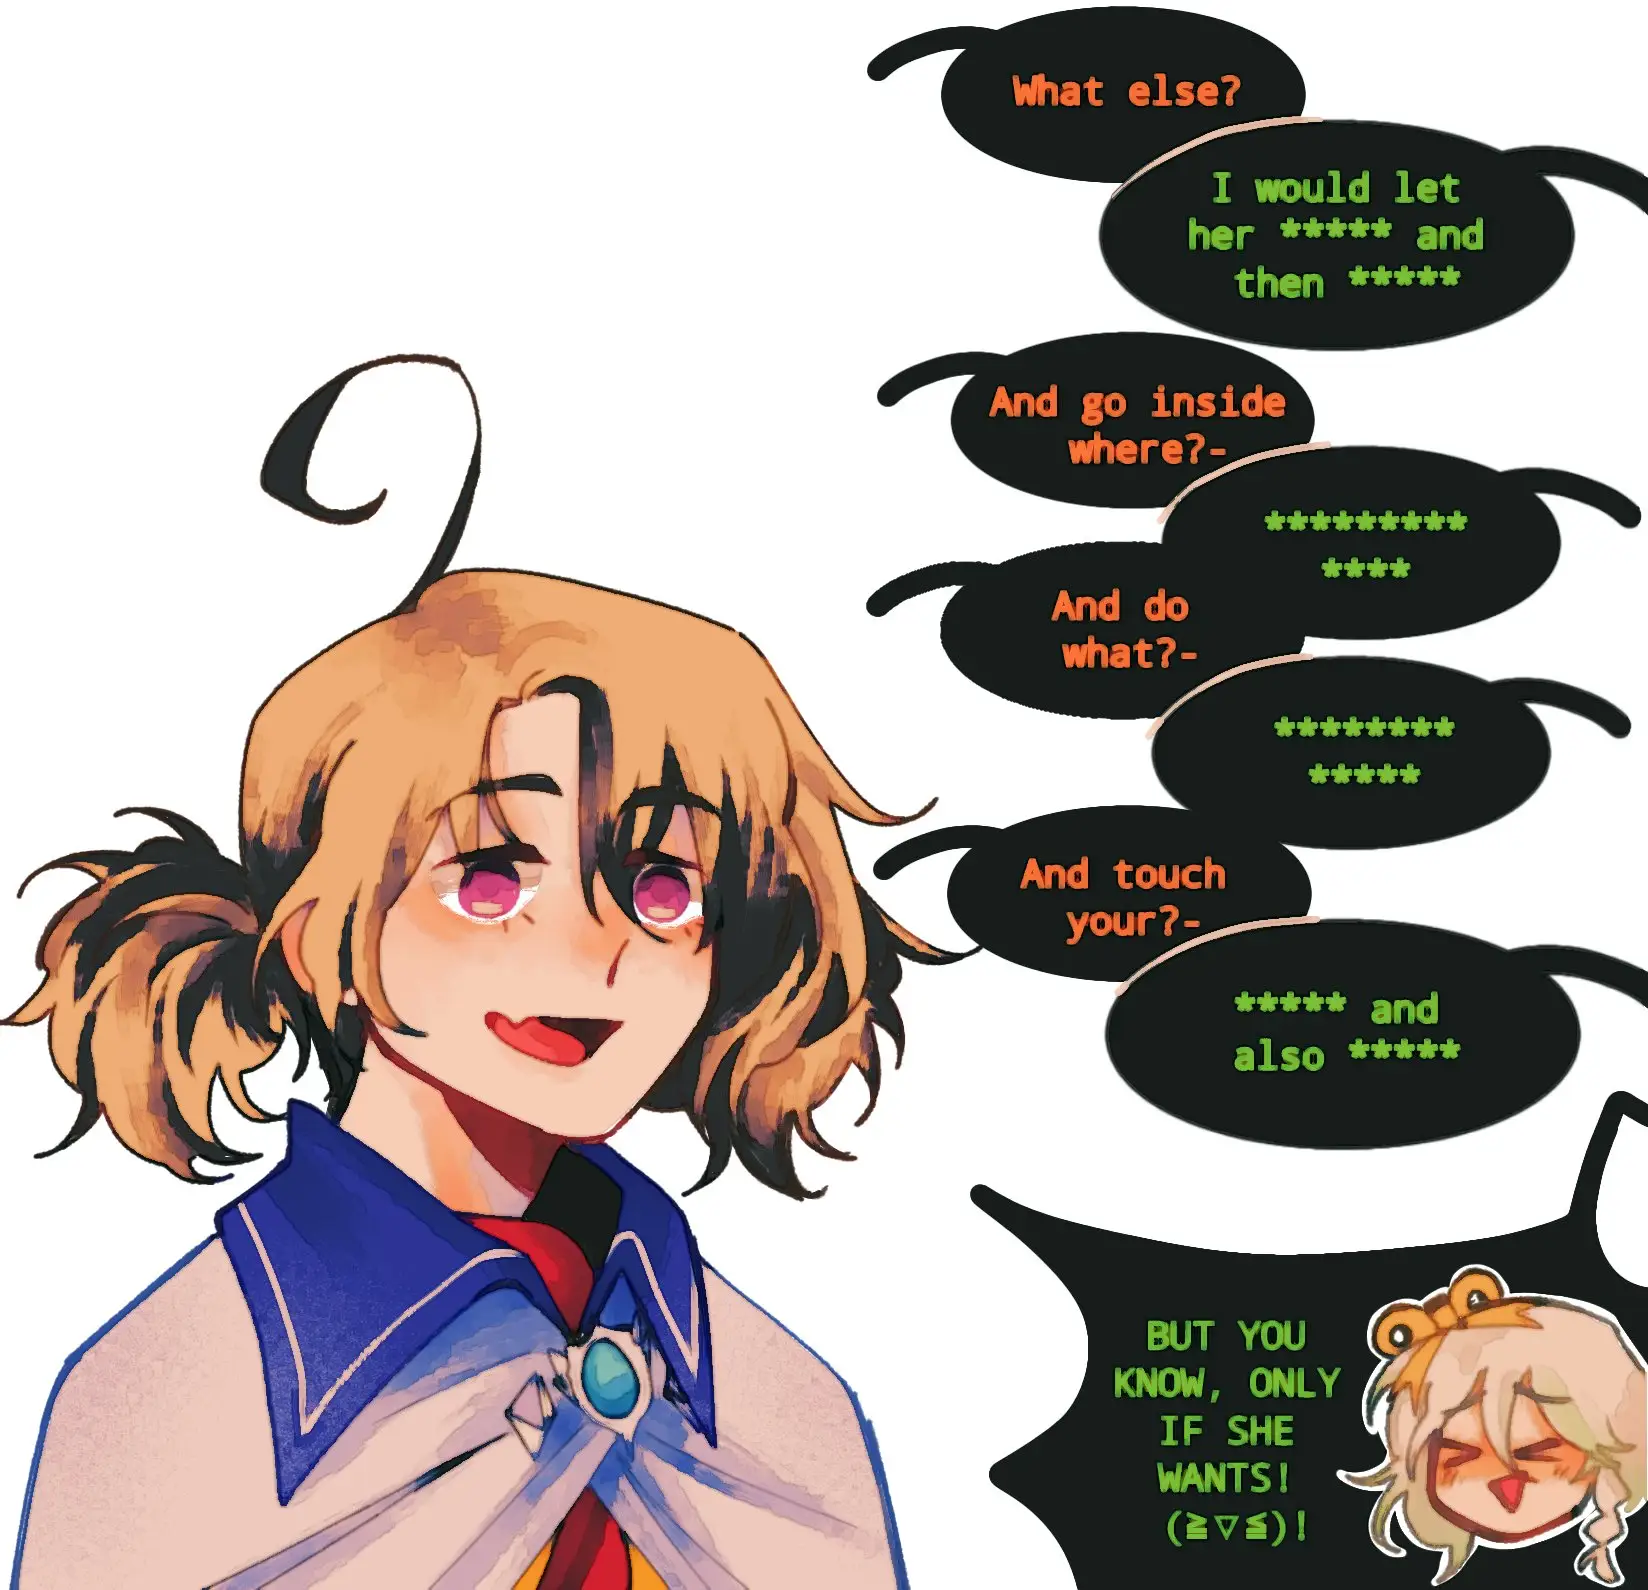 What else?
I would let
her ***** and
then *****
And go inside
where?-
*********
****
And do
what?-
********
*****
And touch
your?-
***** and
also *****
BUT YOU
KNOW, ONLY
IF SHE
WANTS!
(≧▽≦)!